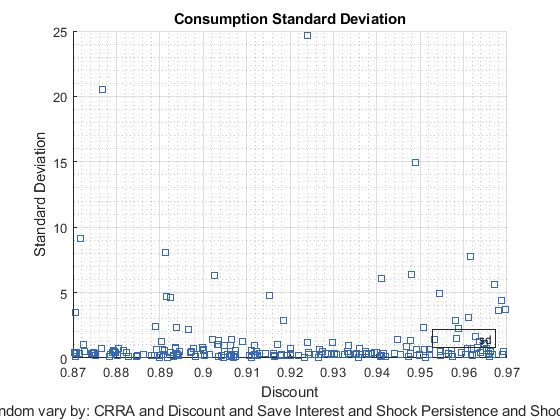 Consumption Standard Deviation
25
20
15
10
5
0
Standard Deviation
sd
0.87 0.88 0.89 0.9 0.91 0.92 0.93 0.94 0.95 0.96 0.97
Discount
ndom vary by: CRRA and Discount and Save Interest and Shock Persistence and Sho